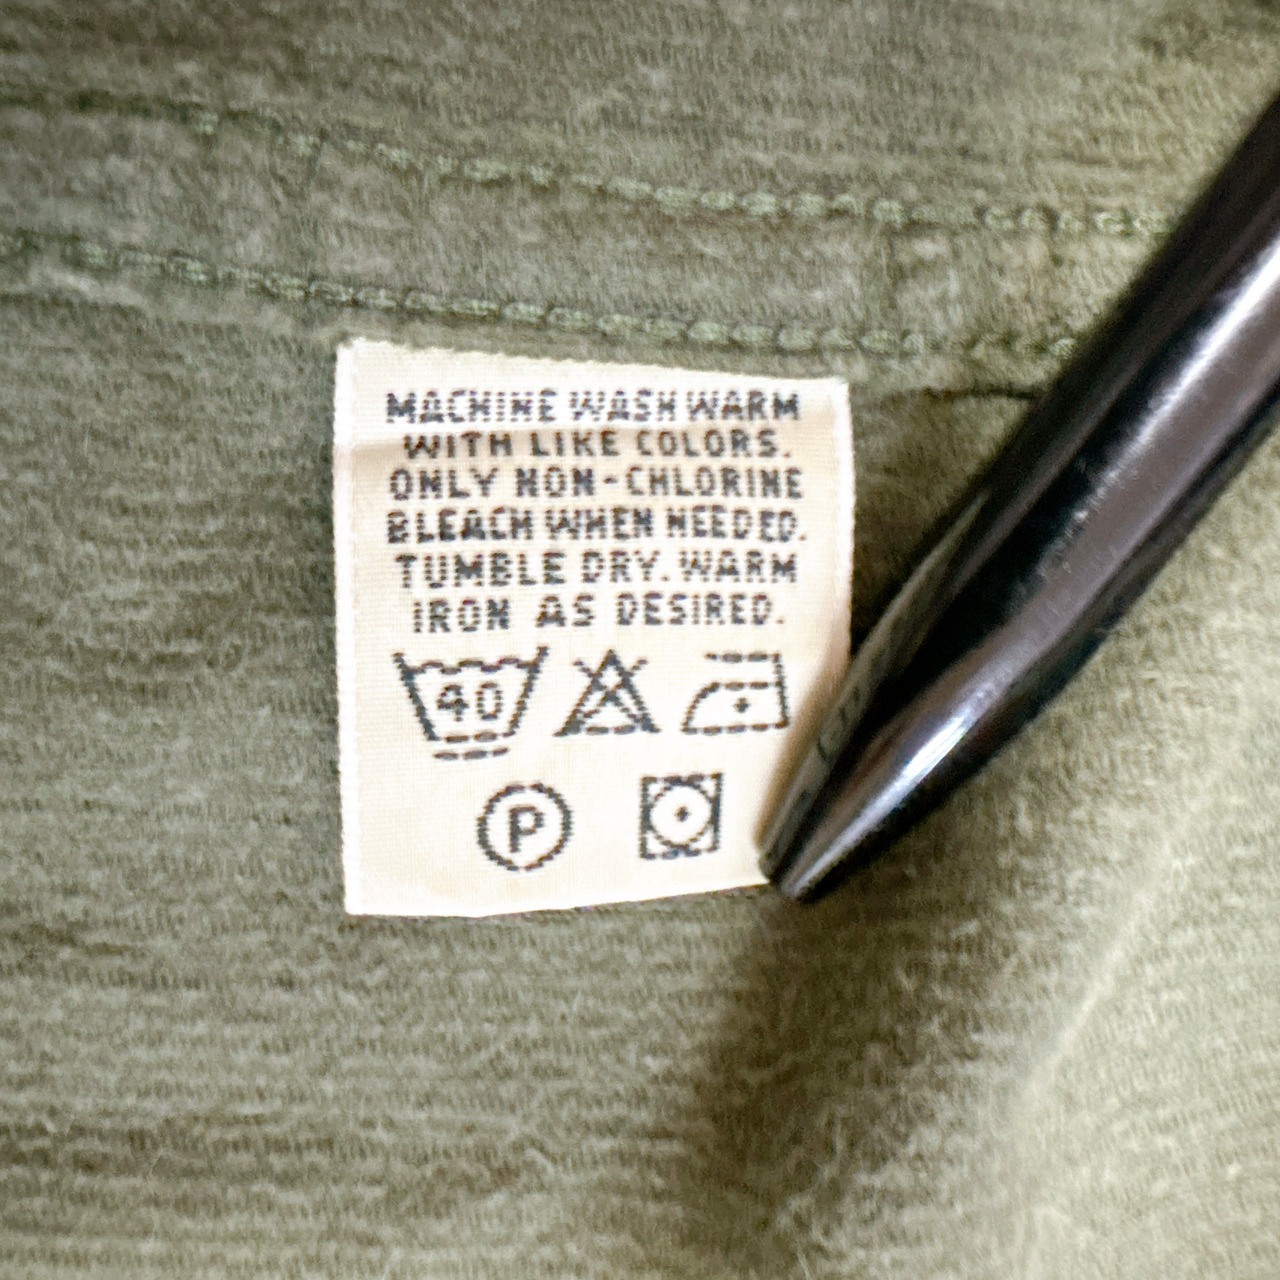 MACHINE WASH WARM
WITH LIKE COLORS.
ONLY NON-CHLORINE
BLEACH WHEN NEEDED.
TUMBLE DRY. WARM
IRON AS DESIRED.
40
P